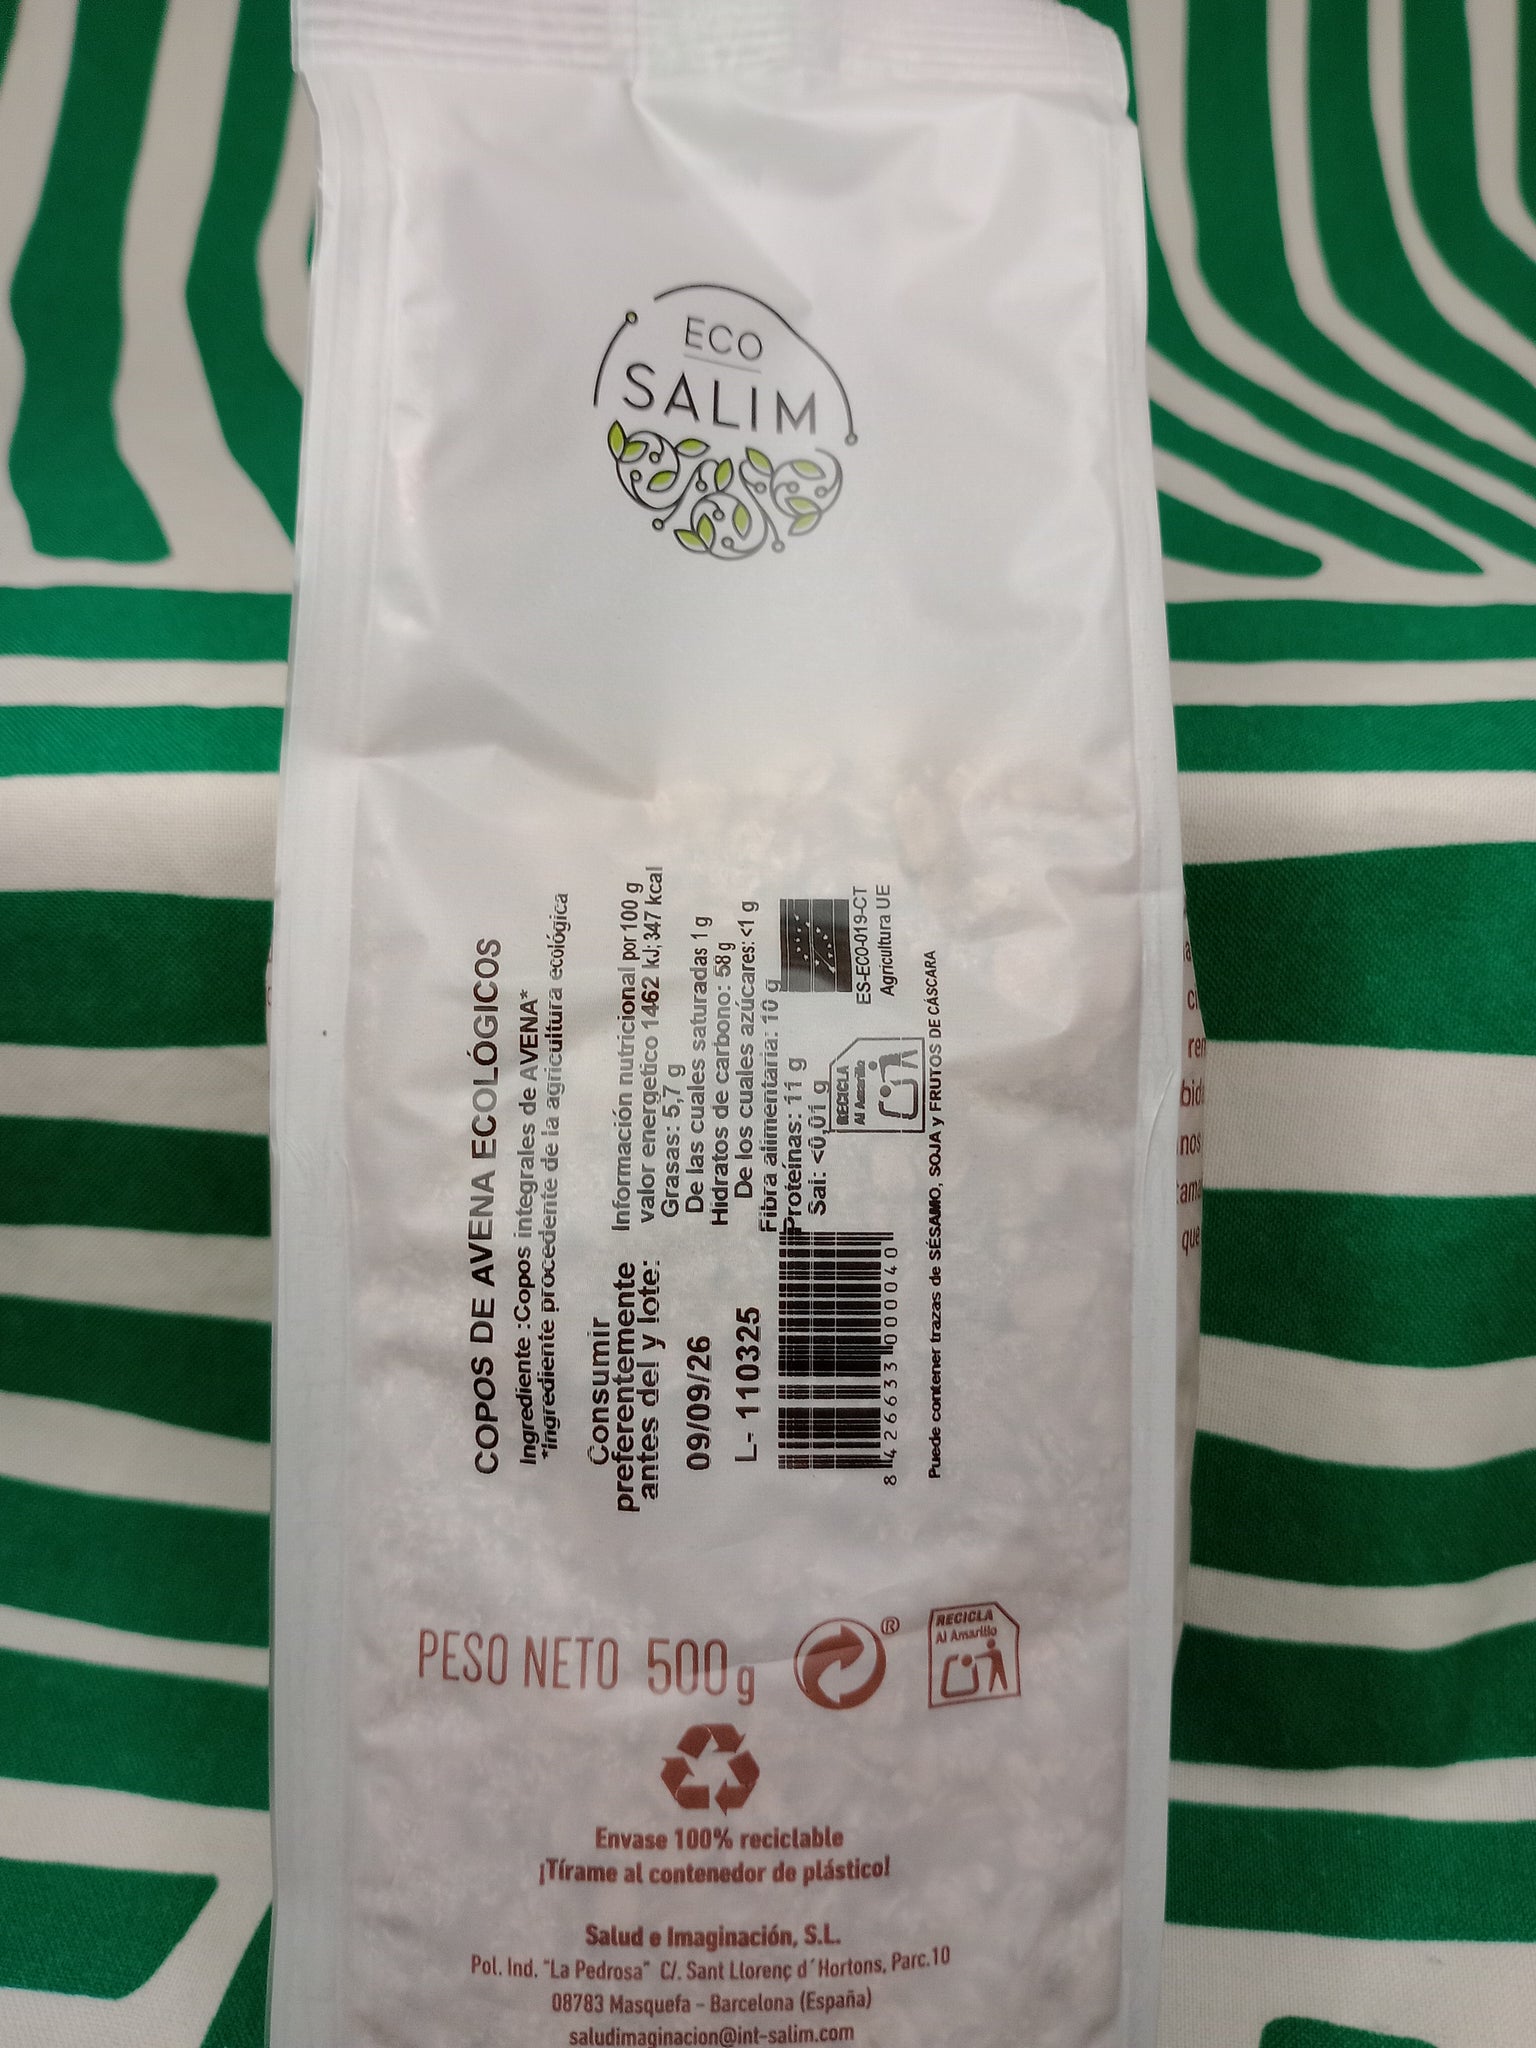 ECO
SALIM
COPOS DE AVENA ECOLÓGICOS
Ingrediente :Copos integrales de AVENA*
*Ingrediente procedente de la agricultura ecológica
Consumir
preferentemente
antes del y lote:
09/09/26
L- 110325
Información nutricional por 100 g
valor energetico 1462 kJ; 347 kcal
Grasas: 5,7 g
De las cuales saturadas 1 g
Hidratos de carbono: 58 g
De los cuales azúcares: <1 g
Fibra alimentaria: 10 g
Proteínas: 11 g
Sal: <0,01 g
ES-ECO-019-CT
Agricultura UE
RECICLA
Al Amarillo
8 426633 000040
Puede contener trazas de SÉSAMO, SOJA y FRUTOS DE CÁSCARA
PESO NETO 500g
®
RECICLA
Al Amarillo
Envase 100% reciclable
¡Tírame al contenedor de plástico!
Salud e Imaginación, S.L.
Pol. Ind. "La Pedrosa" C/. Sant Llorenç d´Hortons, Parc.10
08783 Masquefa - Barcelona (España)
saludimaginacion@int-salim.com
que